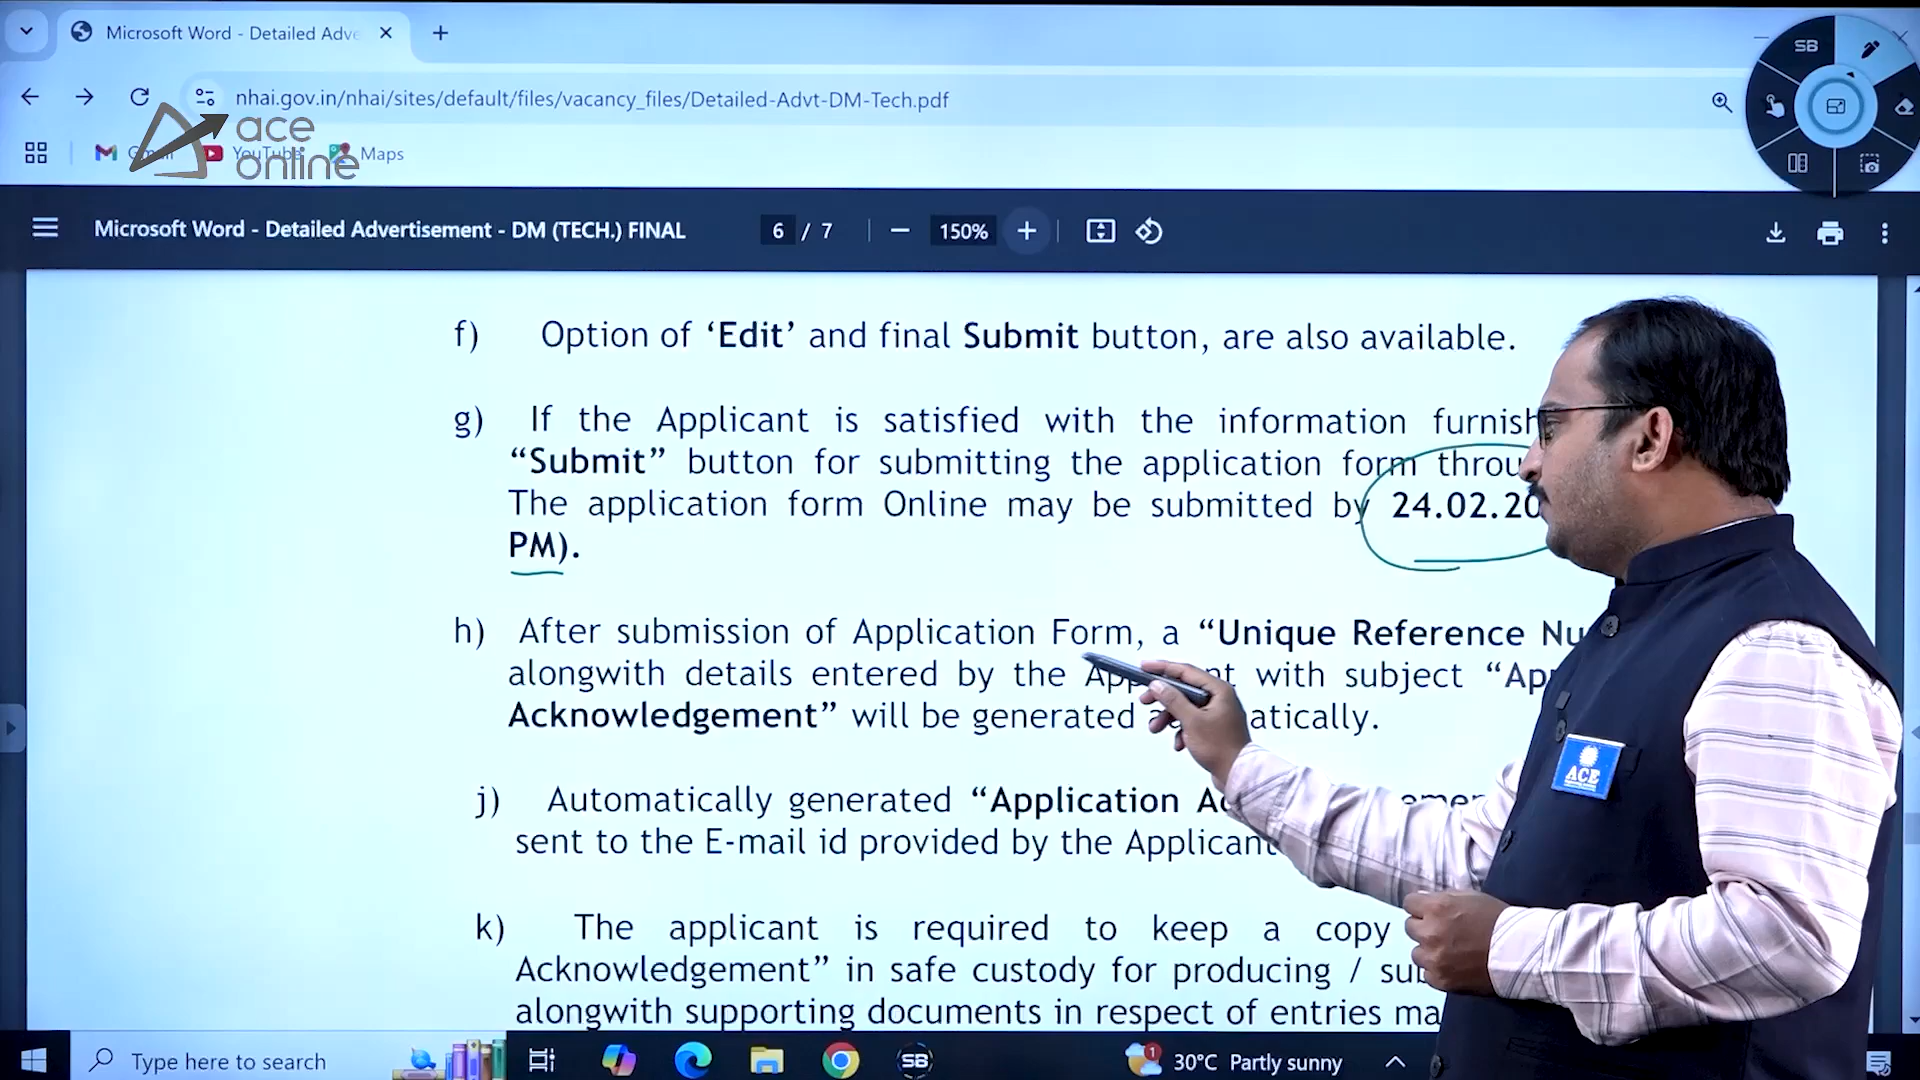 Microsoft Word - Detailed Adve
SB
nhai.gov.in/nhai/sites/default/files/vacancy_files/Detailed-Advt-DM-Tech.pdf
ace
online
Gmail YouTube Maps
Microsoft Word - Detailed Advertisement - DM (TECH.) FINAL 6 / 7 150%
f) Option of ‘Edit’ and final Submit button, are also available.
g) If the Applicant is satisfied with the information furnish
“Submit” button for submitting the application form throu
The application form Online may be submitted by 24.02.20
PM).
h) After submission of Application Form, a “Unique Reference Nu
alongwith details entered by the with subject “Ap
Acknowledgement” will be generated
j) Automatically generated “Application
sent to the E-mail id provided by the Applicant
k) The applicant is required to keep a copy
Acknowledgement” in safe custody for producing / sub
alongwith supporting documents in respect of entries ma
ACE
Type here to search SB 1 30°C Partly sunny